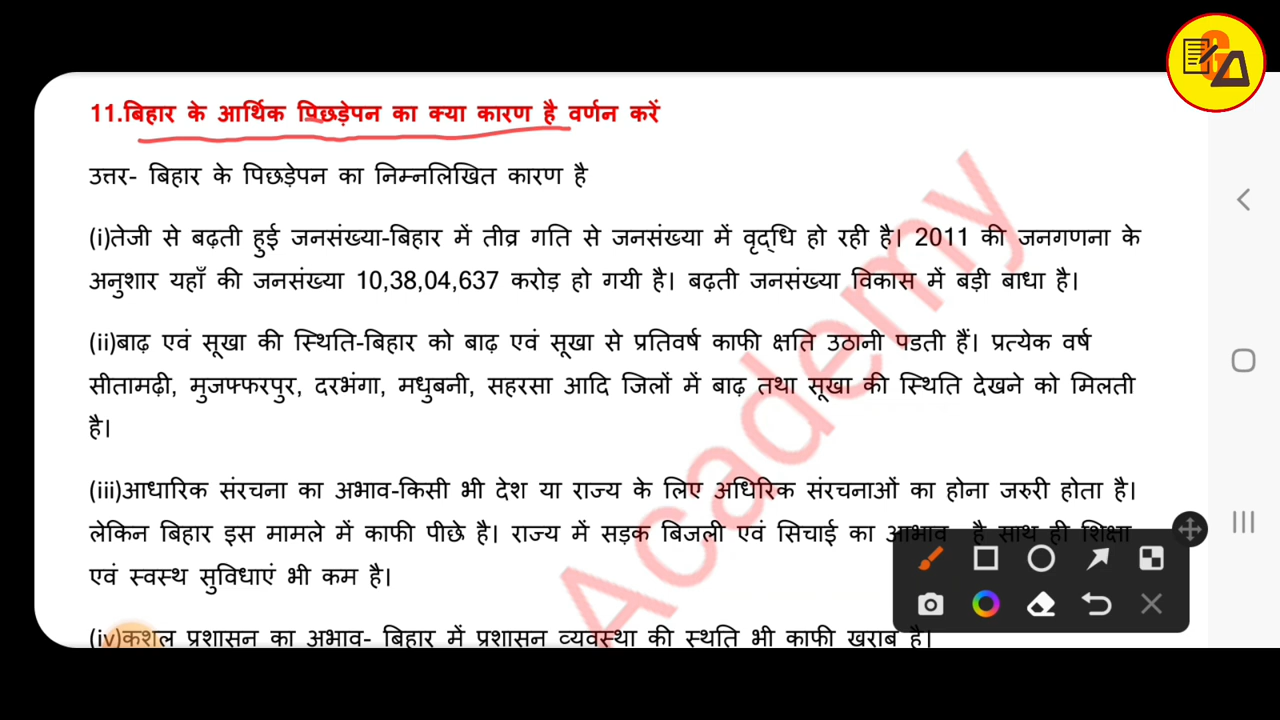 11.बिहार के आर्थिक पिछड़ेपन का क्या कारण है वर्णन करें
उत्तर- बिहार के पिछड़ेपन का निम्नलिखित कारण है
(i)तेजी से बढ़ती हुई जनसंख्या-बिहार में तीव्र गति से जनसंख्या में वृद्धि हो रही है। 2011 की जनगणना के
अनुशार यहाँ की जनसंख्या 10,38,04,637 करोड़ हो गयी है। बढ़ती जनसंख्या विकास में बड़ी बाधा है।
(ii)बाढ़ एवं सूखा की स्थिति-बिहार को बाढ़ एवं सूखा से प्रतिवर्ष काफी क्षति उठानी पडती हैं। प्रत्येक वर्ष
सीतामढ़ी, मुजफ्फरपुर, दरभंगा, मधुबनी, सहरसा आदि जिलों में बाढ़ तथा सूखा की स्थिति देखने को मिलती
है।
(iii)आधारिक संरचना का अभाव-किसी भी देश या राज्य के लिए अधिरिक संरचनाओं का होना जरुरी होता है।
लेकिन बिहार इस मामले में काफी पीछे है। राज्य में सड़क बिजली एवं सिचाई का आभाव है साथ ही शिक्षा
एवं स्वस्थ सुविधाएं भी कम है।
(iv)कुशल प्रशासन का अभाव- बिहार में प्रशासन व्यवस्था की स्थति भी काफी खराब है।
Academy